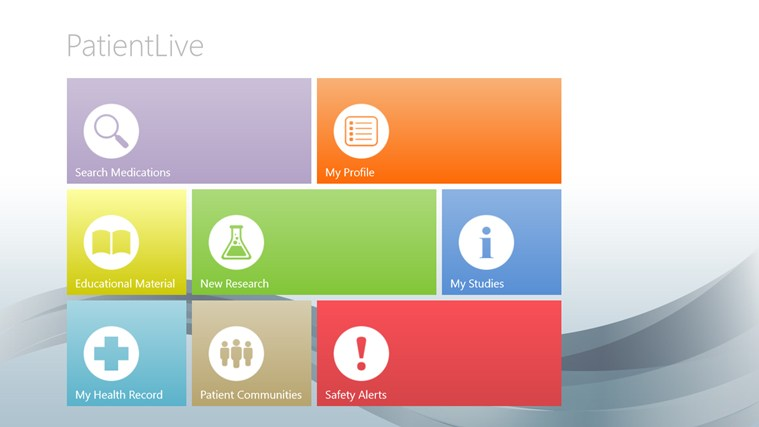 PatientLive
Search Medications
My Profile
Educational Material
New Research
My Studies
My Health Record
Patient Communities
Safety Alerts